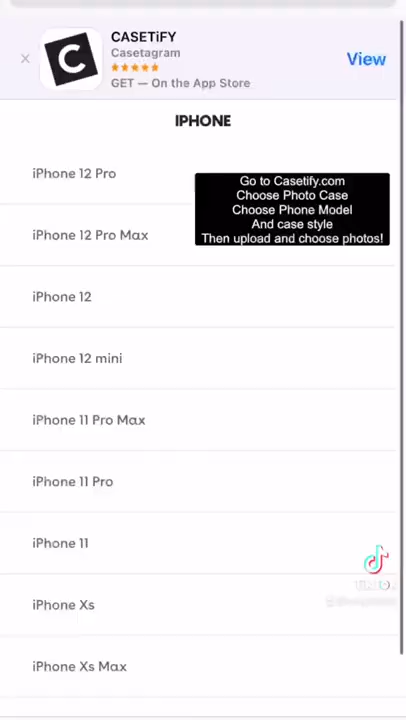 CASETiFY
Casetagram
GET — On the App Store
View
IPHONE
iPhone 12 Pro
Go to Casetify.com
Choose Photo Case
Choose Phone Model
And case style
Then upload and choose photos!
iPhone 12 Pro Max
iPhone 12
iPhone 12 mini
iPhone 11 Pro Max
iPhone 11 Pro
iPhone 11
iPhone Xs
iPhone Xs Max